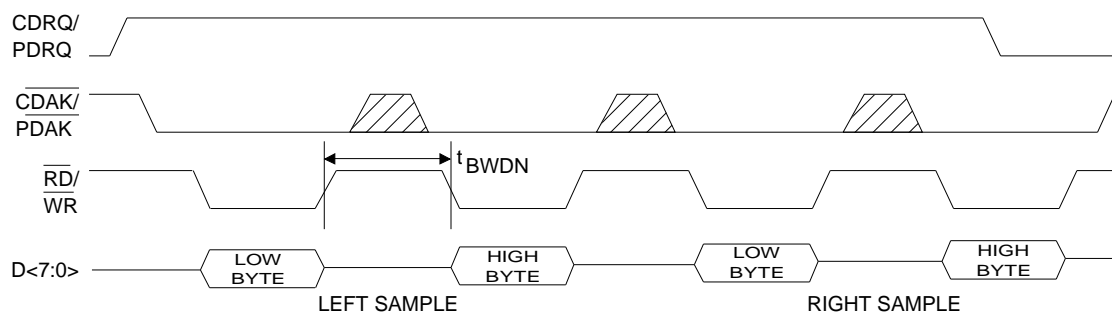 CDRQ/
PDRQ
CDAK/
PDAK
tBWDN
RD/
WR
D<7:0>
LOW
BYTE
HIGH
BYTE
LOW
BYTE
HIGH
BYTE
LEFT SAMPLE
RIGHT SAMPLE